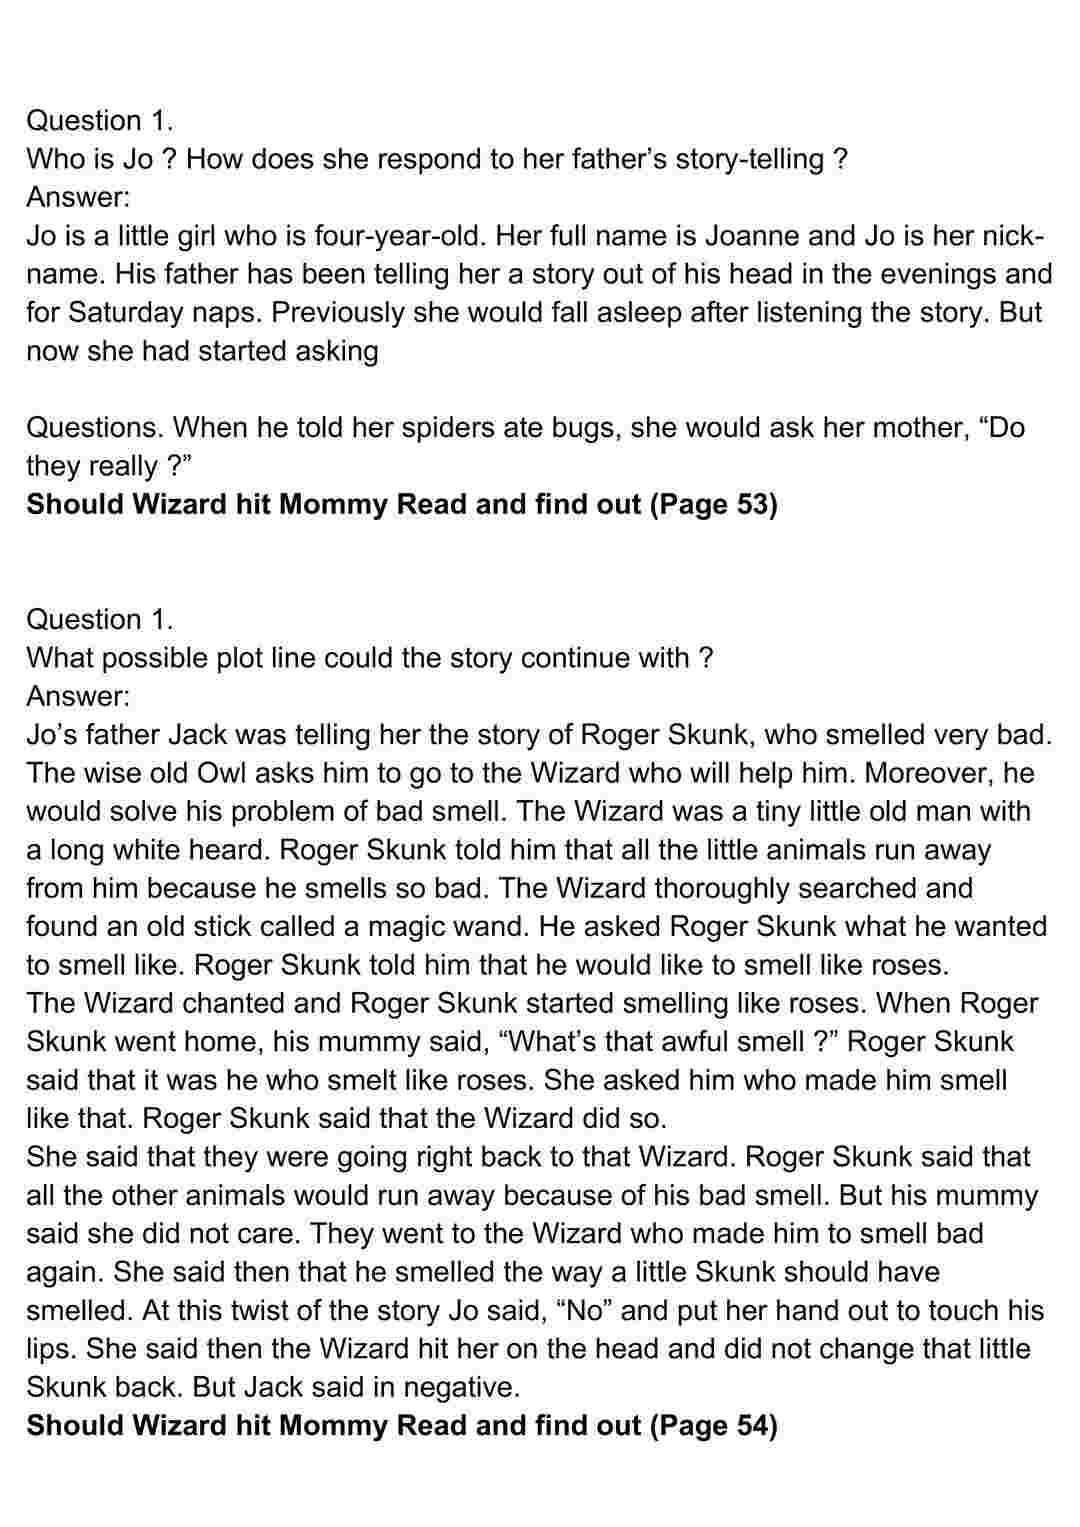 Question 1.
Who is Jo ? How does she respond to her father’s story-telling ?
Answer:
Jo is a little girl who is four-year-old. Her full name is Joanne and Jo is her nick-
name. His father has been telling her a story out of his head in the evenings and
for Saturday naps. Previously she would fall asleep after listening the story. But
now she had started asking
Questions. When he told her spiders ate bugs, she would ask her mother, “Do
they really ?”
Should Wizard hit Mommy Read and find out (Page 53)
Question 1.
What possible plot line could the story continue with ?
Answer:
Jo’s father Jack was telling her the story of Roger Skunk, who smelled very bad.
The wise old Owl asks him to go to the Wizard who will help him. Moreover, he
would solve his problem of bad smell. The Wizard was a tiny little old man with
a long white heard. Roger Skunk told him that all the little animals run away
from him because he smells so bad. The Wizard thoroughly searched and
found an old stick called a magic wand. He asked Roger Skunk what he wanted
to smell like. Roger Skunk told him that he would like to smell like roses.
The Wizard chanted and Roger Skunk started smelling like roses. When Roger
Skunk went home, his mummy said, “What’s that awful smell ?” Roger Skunk
said that it was he who smelt like roses. She asked him who made him smell
like that. Roger Skunk said that the Wizard did so.
She said that they were going right back to that Wizard. Roger Skunk said that
all the other animals would run away because of his bad smell. But his mummy
said she did not care. They went to the Wizard who made him to smell bad
again. She said then that he smelled the way a little Skunk should have
smelled. At this twist of the story Jo said, “No” and put her hand out to touch his
lips. She said then the Wizard hit her on the head and did not change that little
Skunk back. But Jack said in negative.
Should Wizard hit Mommy Read and find out (Page 54)